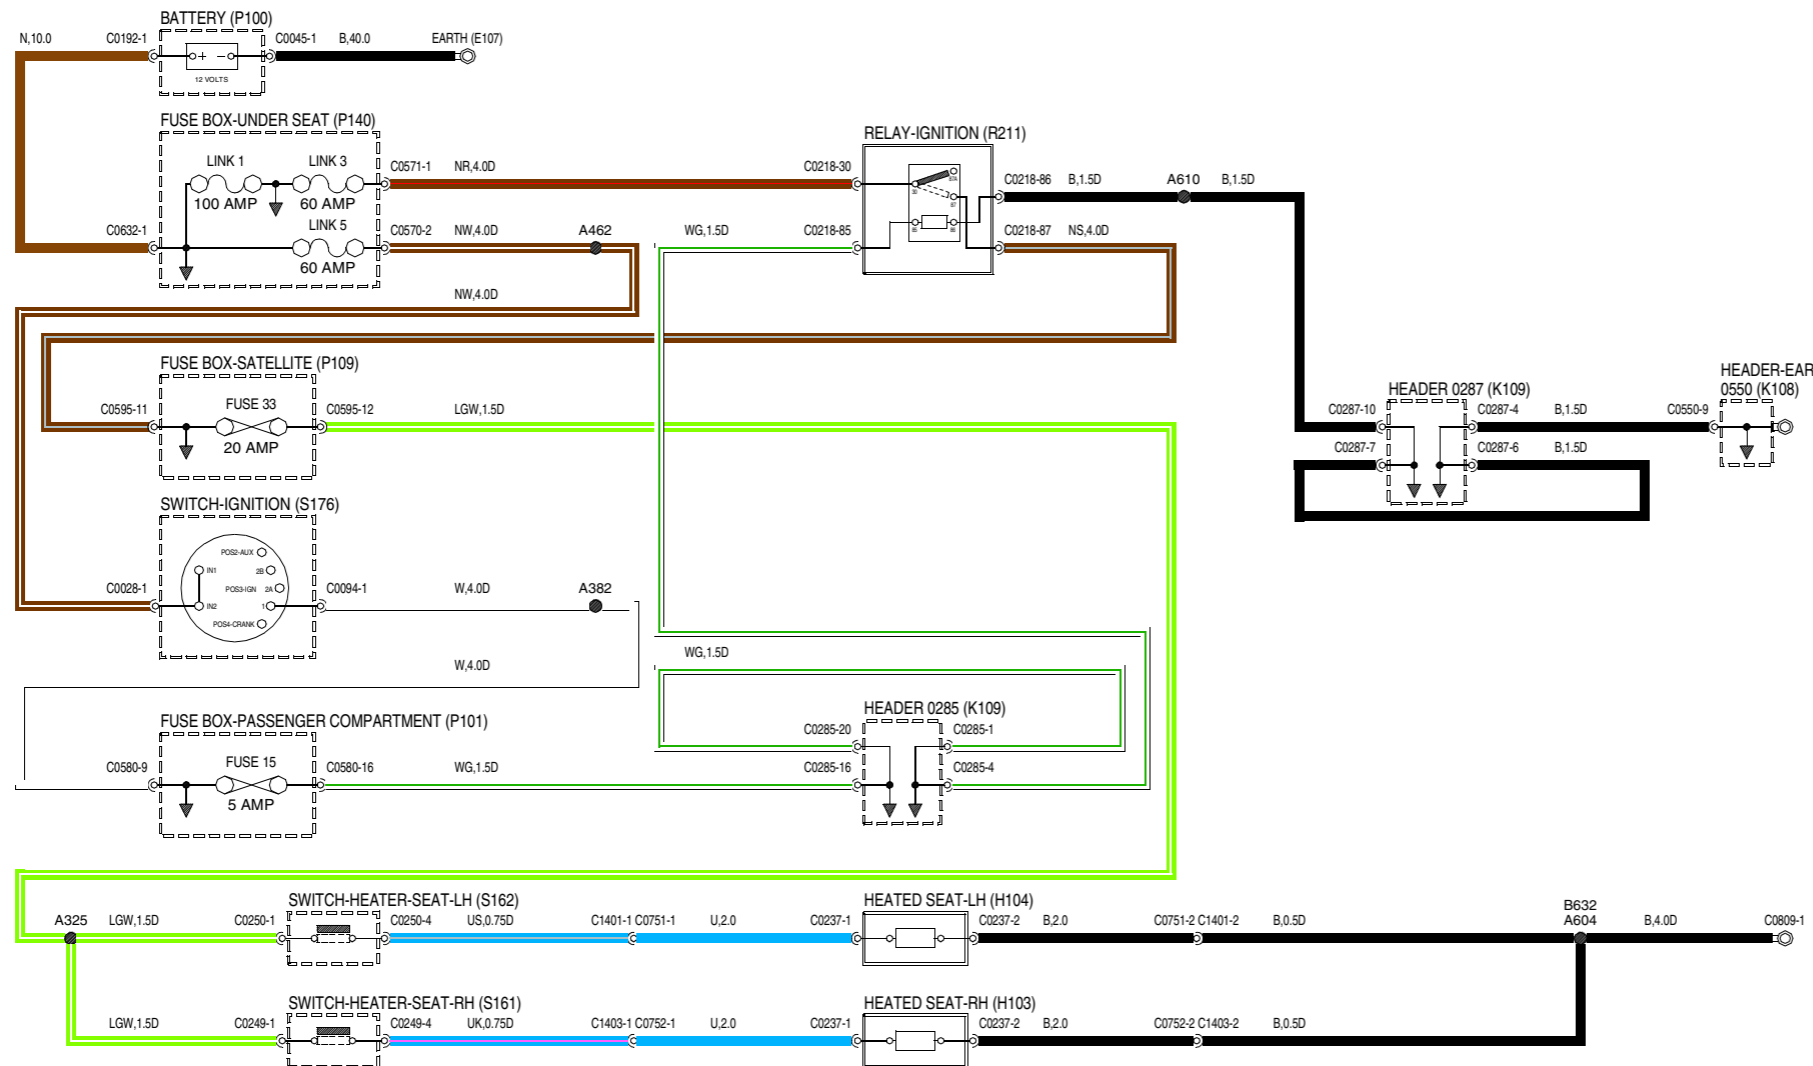 BATTERY (P100)
N,10.0
C0192-1
C0045-1
B,40.0
EARTH (E107)
12 VOLTS
FUSE BOX-UNDER SEAT (P140)
LINK 1
LINK 3
100 AMP
60 AMP
LINK 5
60 AMP
C0571-1
NR,4.0D
C0632-1
C0570-2
NW,4.0D
A462
NW,4.0D
RELAY-IGNITION (R211)
C0218-30
WG,1.5D
C0218-85
30
87A
87
85
86
C0218-86
B,1.5D
A610
B,1.5D
C0218-87
NS,4.0D
FUSE BOX-SATELLITE (P109)
C0595-11
FUSE 33
20 AMP
C0595-12
LGW,1.5D
HEADER 0287 (K109)
C0287-10
C0287-4
B,1.5D
C0550-9
C0287-7
C0287-6
B,1.5D
HEADER-EAR
0550 (K108)
SWITCH-IGNITION (S176)
POS2-AUX
IN1
2B
POS3-IGN
2A
IN2
1
POS4-CRANK
C0028-1
C0094-1
W,4.0D
A382
W,4.0D
WG,1.5D
FUSE BOX-PASSENGER COMPARTMENT (P101)
C0580-9
FUSE 15
5 AMP
C0580-16
WG,1.5D
HEADER 0285 (K109)
C0285-20
C0285-1
C0285-16
C0285-4
SWITCH-HEATER-SEAT-LH (S162)
A325
LGW,1.5D
C0250-1
C0250-4
US,0.75D
C1401-1 C0751-1
U,2.0
HEATED SEAT-LH (H104)
C0237-1
C0237-2
B,2.0
C0751-2 C1401-2
B,0.5D
B632
A604
B,4.0D
C0809-1
SWITCH-HEATER-SEAT-RH (S161)
LGW,1.5D
C0249-1
C0249-4
UK,0.75D
C1403-1 C0752-1
U,2.0
HEATED SEAT-RH (H103)
C0237-1
C0237-2
B,2.0
C0752-2 C1403-2
B,0.5D